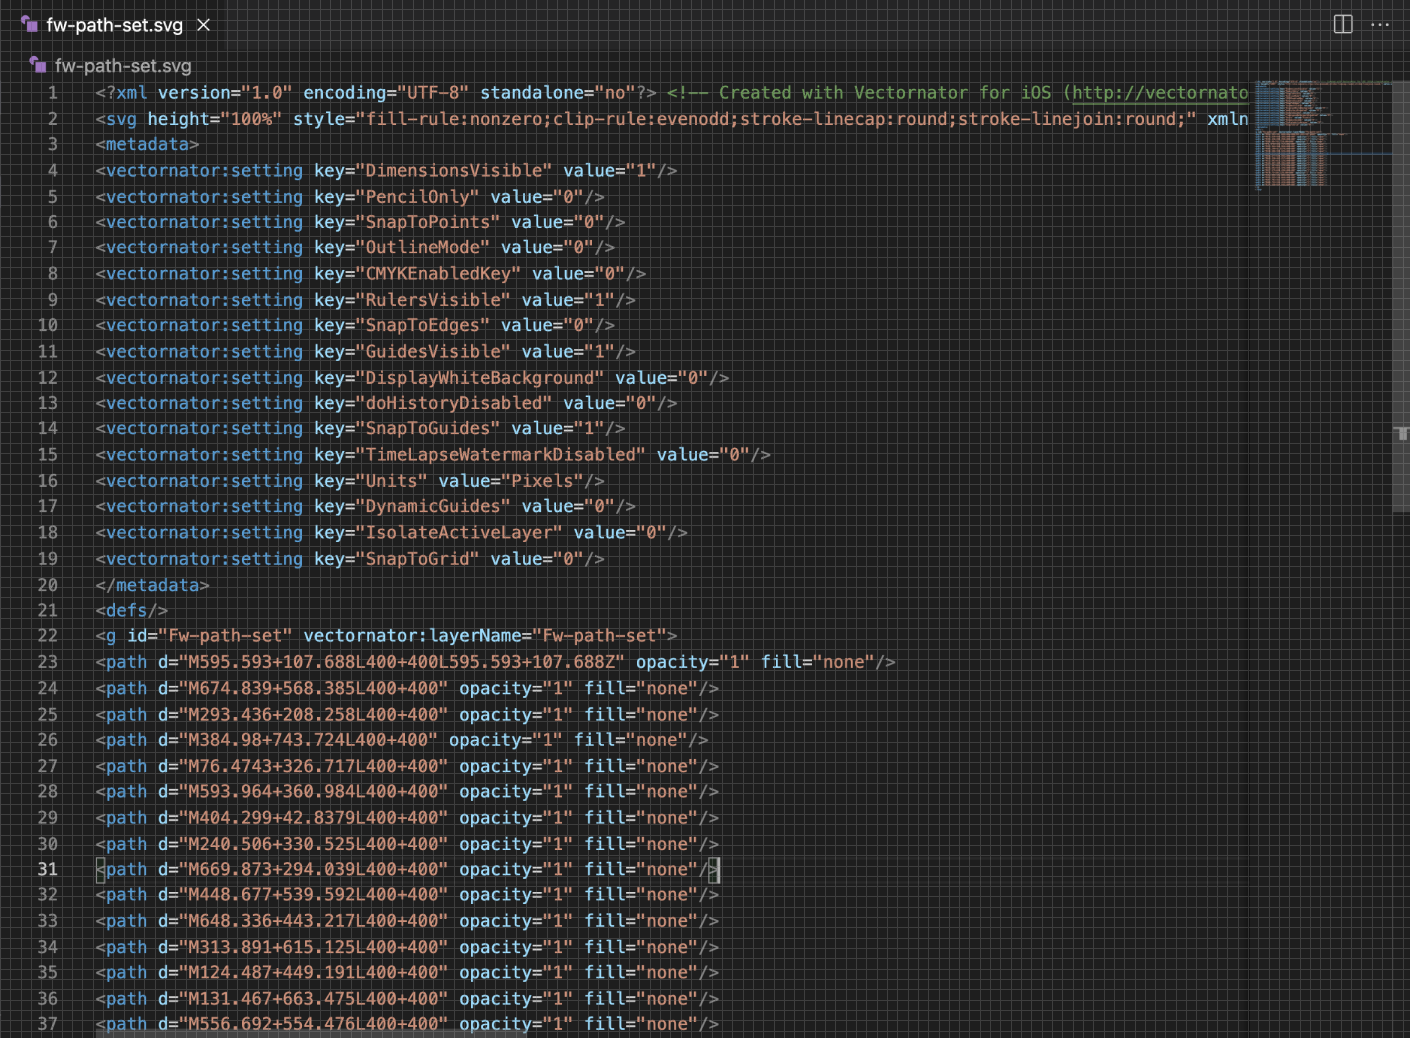 fw-path-set.svg ×
fw-path-set.svg
1 <?xml version="1.0" encoding="UTF-8" standalone="no"?> <!-- Created with Vectornator for iOS (http://vectornato
2 <svg height="100%" style="fill-rule:nonzero;clip-rule:evenodd;stroke-linecap:round;stroke-linejoin:round;" xmln
3 <metadata>
4 <vectornator:setting key="DimensionsVisible" value="1"/>
5 <vectornator:setting key="PencilOnly" value="0"/>
6 <vectornator:setting key="SnapToPoints" value="0"/>
7 <vectornator:setting key="OutlineMode" value="0"/>
8 <vectornator:setting key="CMYKEnabledKey" value="0"/>
9 <vectornator:setting key="RulersVisible" value="1"/>
10 <vectornator:setting key="SnapToEdges" value="0"/>
11 <vectornator:setting key="GuidesVisible" value="1"/>
12 <vectornator:setting key="DisplayWhiteBackground" value="0"/>
13 <vectornator:setting key="doHistoryDisabled" value="0"/>
14 <vectornator:setting key="SnapToGuides" value="1"/>
15 <vectornator:setting key="TimeLapseWatermarkDisabled" value="0"/>
16 <vectornator:setting key="Units" value="Pixels"/>
17 <vectornator:setting key="DynamicGuides" value="0"/>
18 <vectornator:setting key="IsolateActiveLayer" value="0"/>
19 <vectornator:setting key="SnapToGrid" value="0"/>
20 </metadata>
21 <defs/>
22 <g id="Fw-path-set" vectornator:layerName="Fw-path-set">
23 <path d="M595.593+107.688L400+400L595.593+107.688Z" opacity="1" fill="none"/>
24 <path d="M674.839+568.385L400+400" opacity="1" fill="none"/>
25 <path d="M293.436+208.258L400+400" opacity="1" fill="none"/>
26 <path d="M384.98+743.724L400+400" opacity="1" fill="none"/>
27 <path d="M76.4743+326.717L400+400" opacity="1" fill="none"/>
28 <path d="M593.964+360.984L400+400" opacity="1" fill="none"/>
29 <path d="M404.299+42.8379L400+400" opacity="1" fill="none"/>
30 <path d="M240.506+330.525L400+400" opacity="1" fill="none"/>
31 <path d="M669.873+294.039L400+400" opacity="1" fill="none"/>
32 <path d="M448.677+539.592L400+400" opacity="1" fill="none"/>
33 <path d="M648.336+443.217L400+400" opacity="1" fill="none"/>
34 <path d="M313.891+615.125L400+400" opacity="1" fill="none"/>
35 <path d="M124.487+449.191L400+400" opacity="1" fill="none"/>
36 <path d="M131.467+663.475L400+400" opacity="1" fill="none"/>
37 <path d="M556.692+554.476L400+400" opacity="1" fill="none"/>